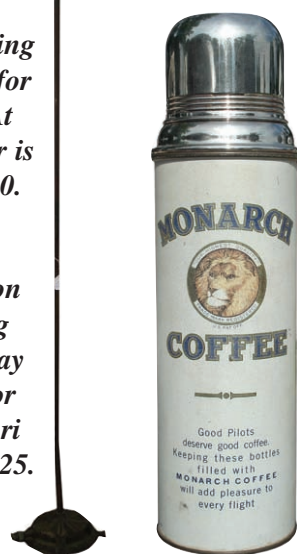 ing
for
At
r is
0.
on
g
ay
or
ri
25.
MONARCH
COFFEE
Good Pilots
deserve good coffee.
Keeping these bottles
filled with
MONARCH COFFEE
will add pleasure to
every flight